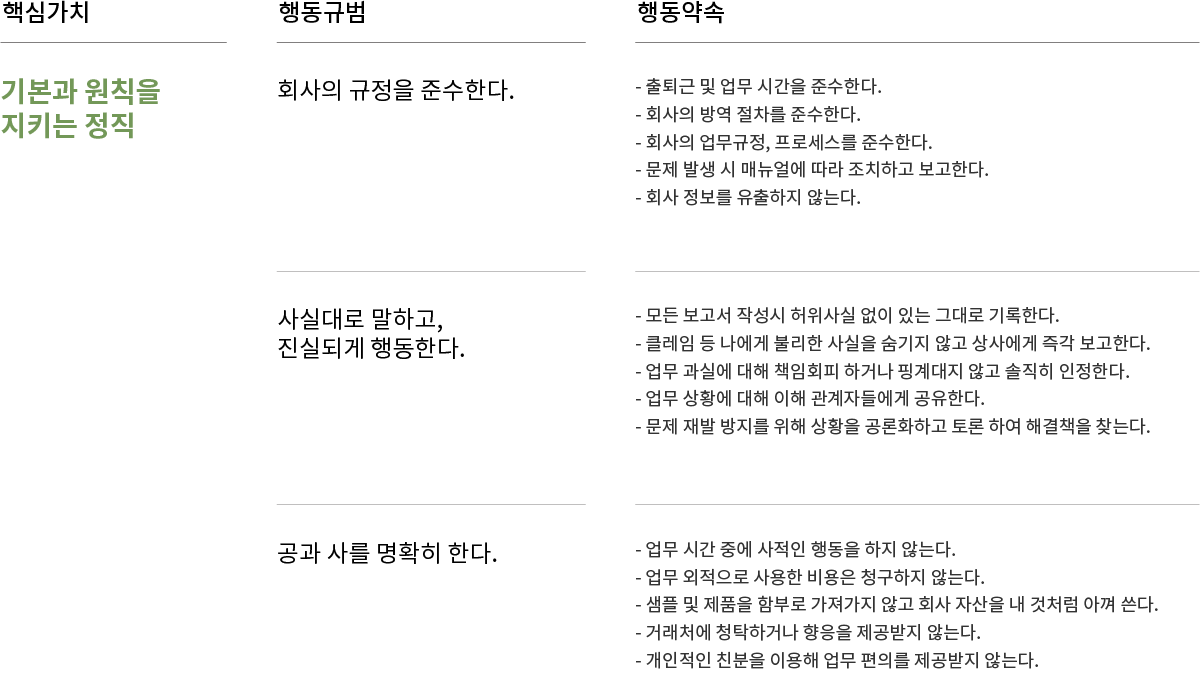 핵심가치
행동규범
행동약속
기본과 원칙을
지키는 정직
회사의 규정을 준수한다.
- 출퇴근 및 업무 시간을 준수한다.
- 회사의 방역 절차를 준수한다.
- 회사의 업무규정, 프로세스를 준수한다.
- 문제 발생 시 매뉴얼에 따라 조치하고 보고한다.
- 회사 정보를 유출하지 않는다.
사실대로 말하고,
진실되게 행동한다.
- 모든 보고서 작성시 허위사실 없이 있는 그대로 기록한다.
- 클레임 등 나에게 불리한 사실을 숨기지 않고 상사에게 즉각 보고한다.
- 업무 과실에 대해 책임회피 하거나 핑계대지 않고 솔직히 인정한다.
- 업무 상황에 대해 이해 관계자들에게 공유한다.
- 문제 재발 방지를 위해 상황을 공론화하고 토론 하여 해결책을 찾는다.
공과 사를 명확히 한다.
- 업무 시간 중에 사적인 행동을 하지 않는다.
- 업무 외적으로 사용한 비용은 청구하지 않는다.
- 샘플 및 제품을 함부로 가져가지 않고 회사 자산을 내 것처럼 아껴 쓴다.
- 거래처에 청탁하거나 향응을 제공받지 않는다.
- 개인적인 친분을 이용해 업무 편의를 제공받지 않는다.